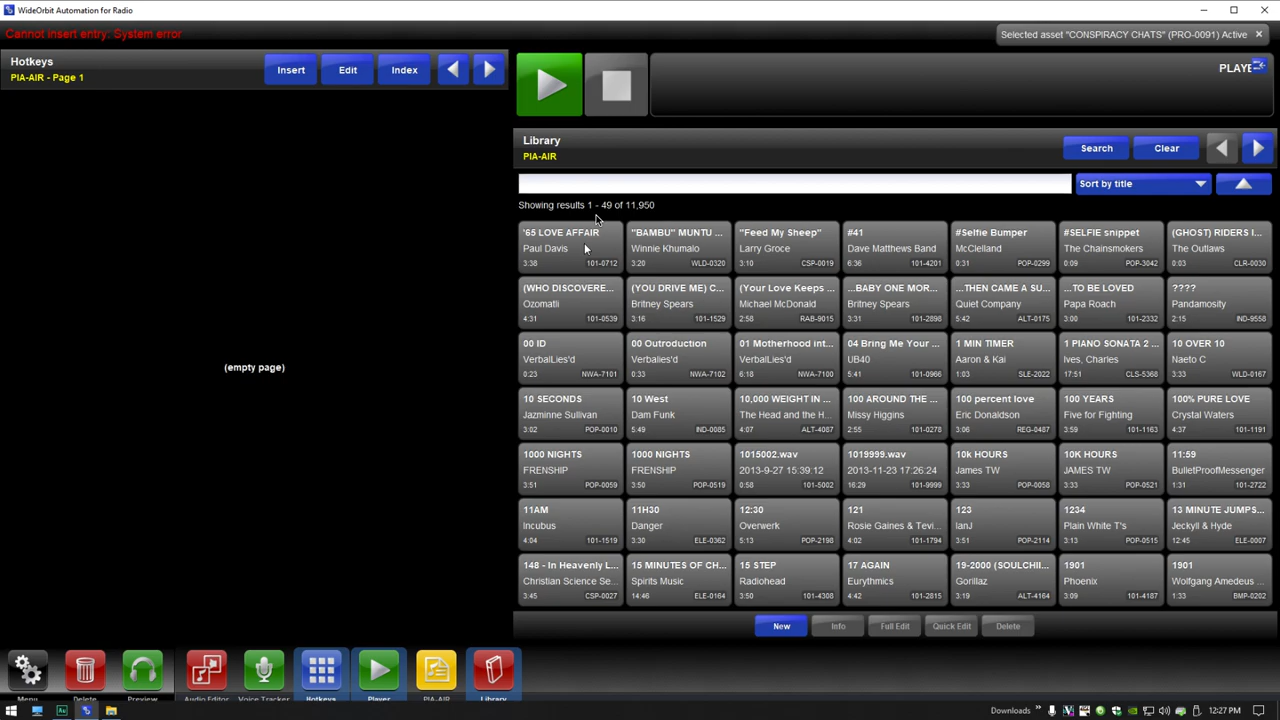 WideOrbit Automation for Radio
Cannot insert entry: System error
Selected asset "CONSPIRACY CHATS" (PRO-0091) Active
Hotkeys
PIA-AIR - Page 1
Insert
Edit
Index
(empty page)
PLAYE
Library
PIA-AIR
Search
Clear
Sort by title
Showing results 1 - 49 of 11,950
'65 LOVE AFFAIR
Paul Davis
3:38 101-0712
"BAMBU" MUNTU ...
Winnie Khumalo
3:20 WLD-0320
"Feed My Sheep"
Larry Groce
3:10 CSP-0019
#41
Dave Matthews Band
6:36 101-4201
#Selfie Bumper
McClelland
0:31 POP-0299
#SELFIE snippet
The Chainsmokers
0:09 POP-3042
(GHOST) RIDERS I...
The Outlaws
0:03 CLR-0030
(WHO DISCOVERE...
Ozomatli
4:31 101-0539
(YOU DRIVE ME) C...
Britney Spears
3:16 101-1529
(Your Love Keeps ...
Michael McDonald
2:58 RAB-9015
...BABY ONE MOR...
Britney Spears
3:31 101-2898
...THEN CAME A SU...
Quiet Company
5:42 ALT-0175
...TO BE LOVED
Papa Roach
3:00 101-2332
????
Pandamosity
2:15 IND-9558
00 ID
VerbalLies'd
0:23 NWA-7101
00 Outroduction
Verbalies'd
0:33 NWA-7102
01 Motherhood int...
VerbalLies'd
6:18 NWA-7100
04 Bring Me Your ...
UB40
5:41 101-0966
1 MIN TIMER
Aaron & Kai
1:03 SLE-2022
1 PIANO SONATA 2 ...
Ives, Charles
17:51 CLS-5368
10 OVER 10
Naeto C
3:33 WLD-0167
10 SECONDS
Jazminne Sullivan
3:02 POP-0010
10 West
Dam Funk
5:49 IND-0085
10,000 WEIGHT IN ...
The Head and the H...
4:07 ALT-4087
100 AROUND THE ...
Missy Higgins
2:55 101-0278
100 percent love
Eric Donaldson
3:06 REG-0487
100 YEARS
Five for Fighting
3:59 101-1163
100% PURE LOVE
Crystal Waters
4:37 101-1191
1000 NIGHTS
FRENSHIP
3:51 POP-0059
1000 NIGHTS
FRENSHIP
3:50 POP-0519
1015002.wav
2013-9-27 15:39:12
0:58 101-5002
1019999.wav
2013-11-23 17:26:24
16:29 101-9999
10k HOURS
James TW
3:33 POP-0058
10K HOURS
JAMES TW
3:33 POP-0521
11:59
BulletProofMessenger
1:31 101-2722
11AM
Incubus
4:04 101-1519
11H30
Danger
3:30 ELE-0362
12:30
Overwerk
5:13 POP-2198
121
Rosie Gaines & Tevi...
4:02 101-1794
123
IanJ
3:51 POP-2114
1234
Plain White T's
3:13 POP-0515
13 MINUTE JUMPS...
Jeckyll & Hyde
12:45 ELE-0007
148 - In Heavenly L...
Christian Science Se...
3:45 CSP-0027
15 MINUTES OF CH...
Spirits Music
14:46 ELE-0164
15 STEP
Radiohead
3:50 101-4308
17 AGAIN
Eurythmics
4:42 101-2815
19-2000 (SOULCHII...
Gorillaz
3:19 ALT-4164
1901
Phoenix
3:09 101-4187
1901
Wolfgang Amadeus ...
1:33 BMP-0202
New
Info
Full Edit
Quick Edit
Delete
Menu
Delete
Preview
Audio Editor
Voice Tracker
Hotkeys
Player
PIA-AIR
Library
Downloads
12:27 PM